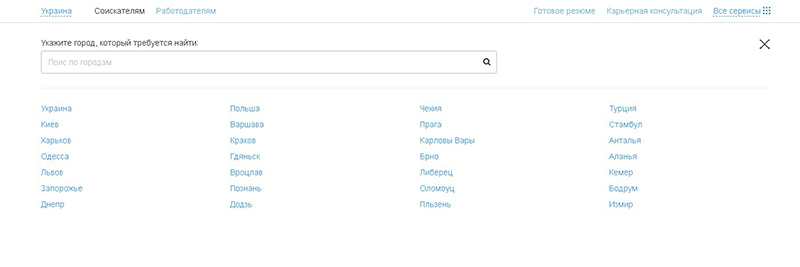 Украина Соискателям Работодателям Готовое резюме Карьерная консультация Все сервисы
Укажите город, который требуется найти:
Поис по городам
Украина Польша Чехия Турция
Киев Варшава Прага Стамбул
Харьков Краков Карловы Вары Анталья
Одесса Гдяньск Брно Аланья
Львов Вроцлав Либерец Кемер
Запорожье Познань Оломоуц Бодрум
Днепр Додзь Пльзень Измир